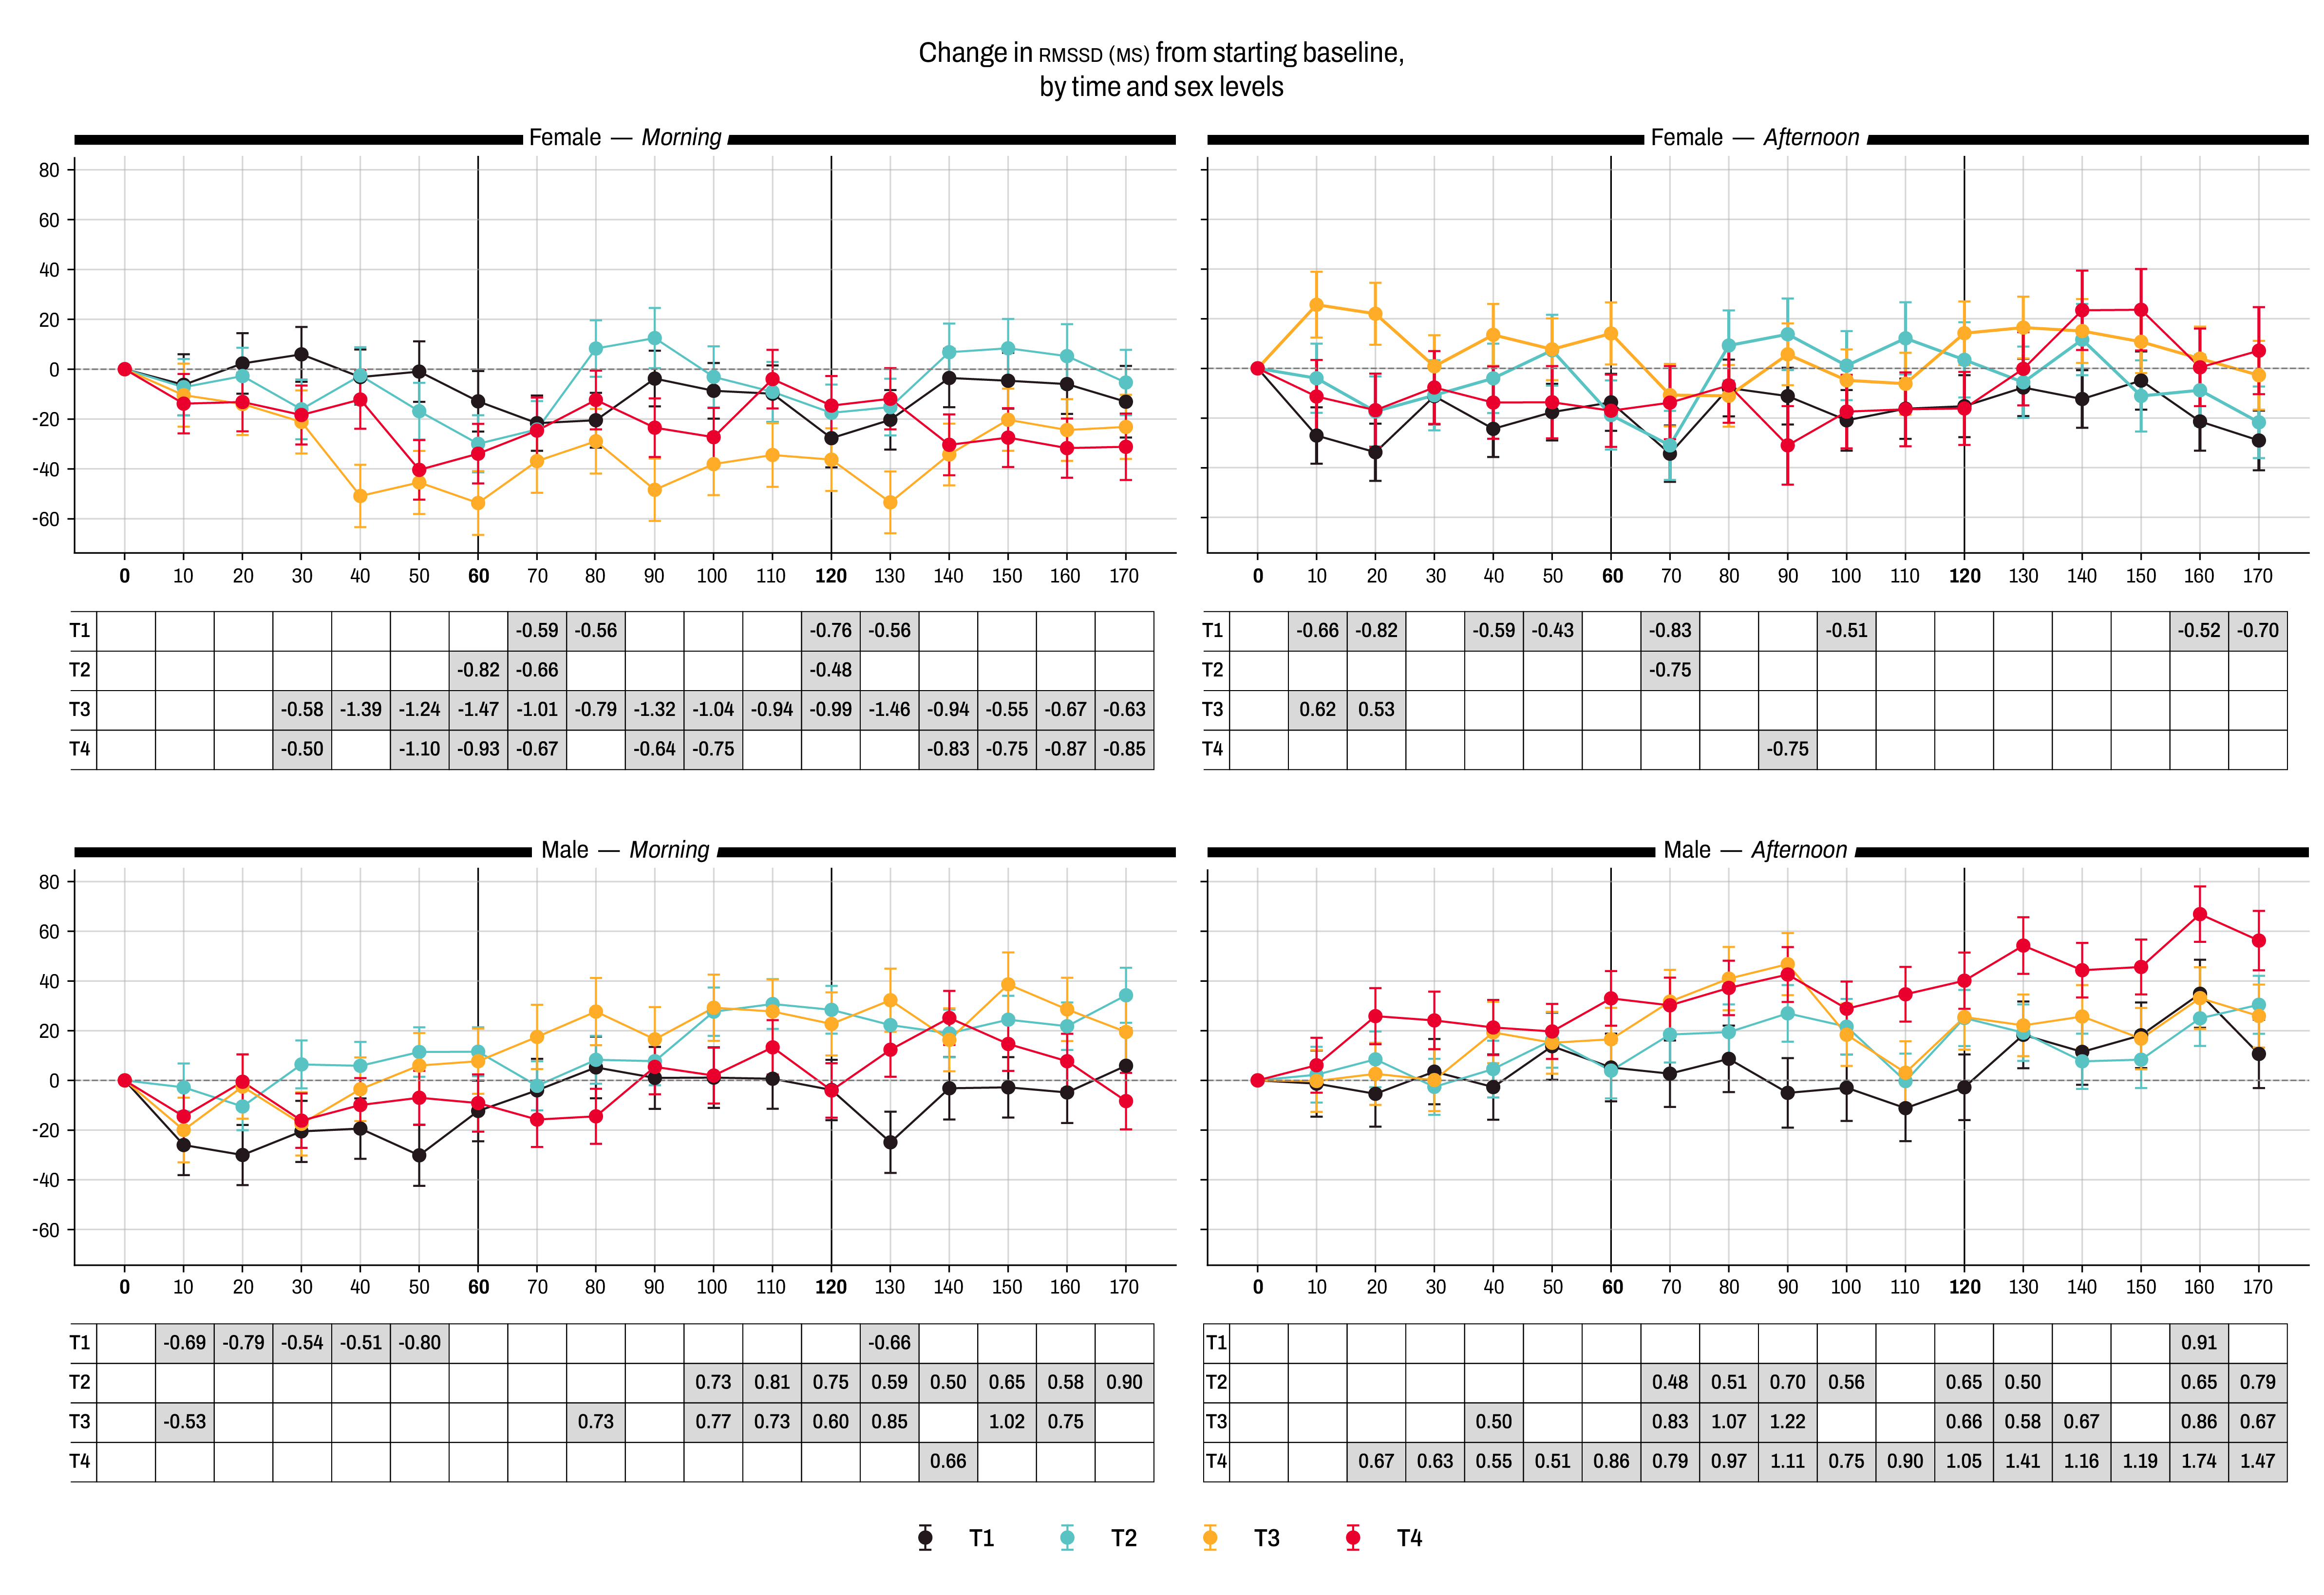 Change in RMSSD (MS) from starting baseline,
by time and sex levels
Female — Morning
80
60
40
20
0
-20
-40
-60
0 10 20 30 40 50 60 70 80 90 100 110 120 130 140 150 160 170
T1 -0.59 -0.56 -0.76 -0.56
T2 -0.82 -0.66 -0.48
T3 -0.58 -1.39 -1.24 -1.47 -1.01 -0.79 -1.32 -1.04 -0.94 -0.99 -1.46 -0.94 -0.55 -0.67 -0.63
T4 -0.50 -1.10 -0.93 -0.67 -0.64 -0.75 -0.83 -0.75 -0.87 -0.85
Female — Afternoon
0 10 20 30 40 50 60 70 80 90 100 110 120 130 140 150 160 170
T1 -0.66 -0.82 -0.59 -0.43 -0.83 -0.51 -0.52 -0.70
T2 -0.75
T3 0.62 0.53
T4 -0.75
Male — Morning
80
60
40
20
0
-20
-40
-60
0 10 20 30 40 50 60 70 80 90 100 110 120 130 140 150 160 170
T1 -0.69 -0.79 -0.54 -0.51 -0.80 -0.66
T2 0.73 0.81 0.75 0.59 0.50 0.65 0.58 0.90
T3 -0.53 0.73 0.77 0.73 0.60 0.85 1.02 0.75
T4 0.66
Male — Afternoon
0 10 20 30 40 50 60 70 80 90 100 110 120 130 140 150 160 170
T1 0.91
T2 0.48 0.51 0.70 0.56 0.65 0.50 0.65 0.79
T3 0.50 0.83 1.07 1.22 0.66 0.58 0.67 0.86 0.67
T4 0.67 0.63 0.55 0.51 0.86 0.79 0.97 1.11 0.75 0.90 1.05 1.41 1.16 1.19 1.74 1.47
T1 T2 T3 T4